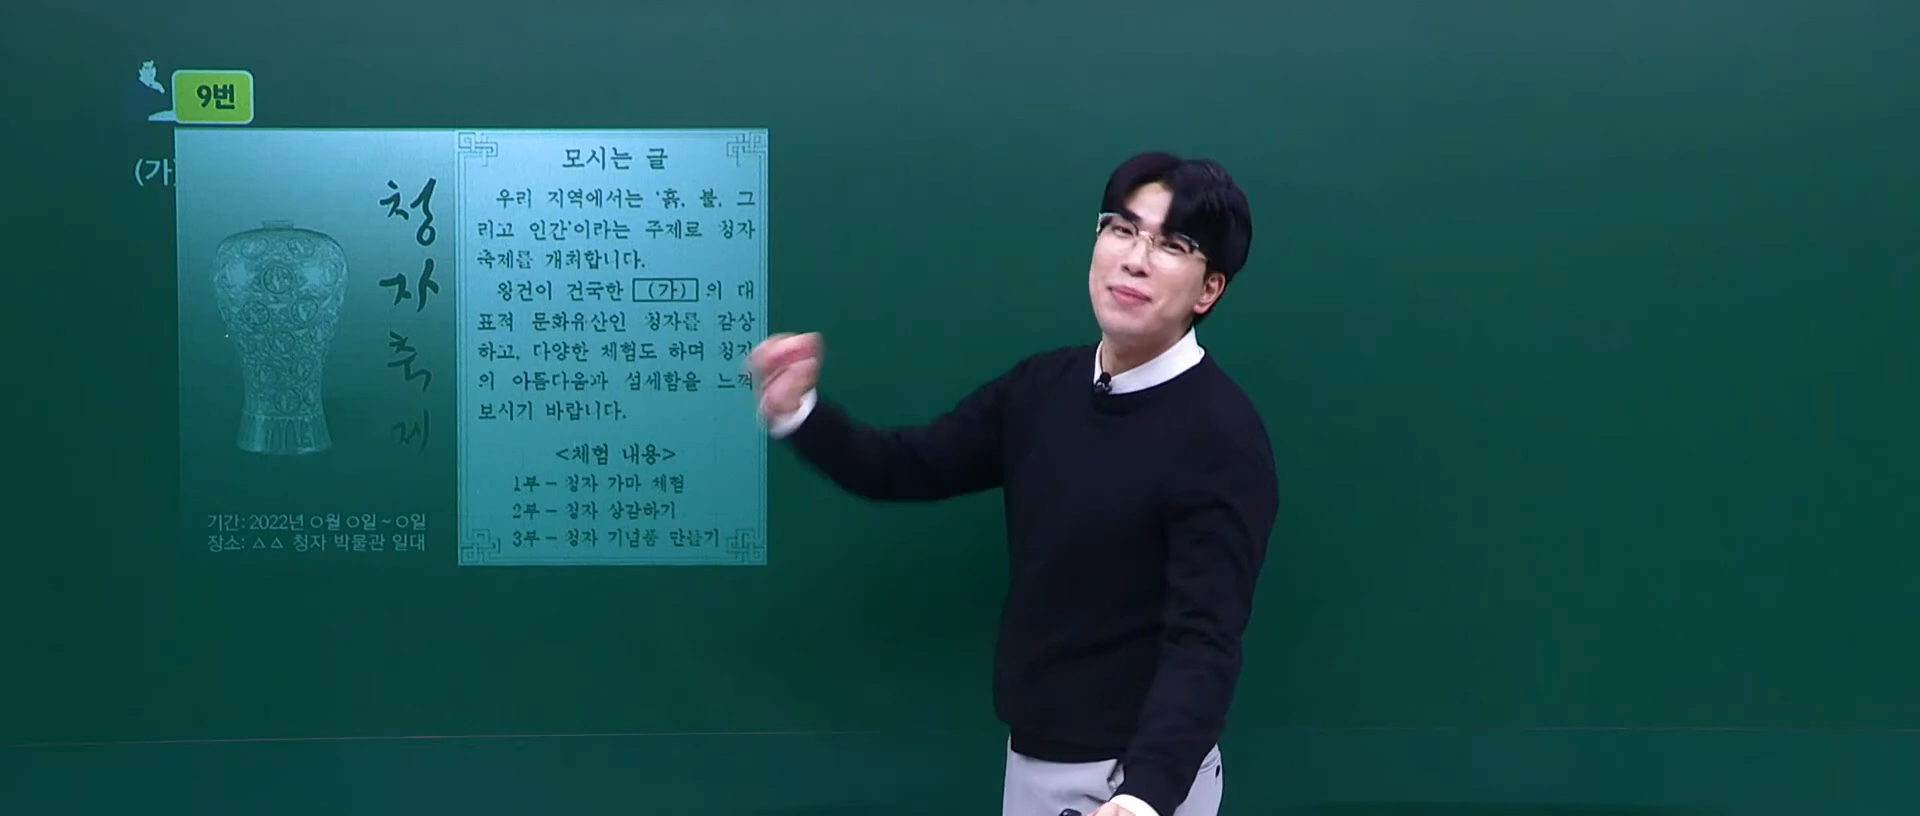 9번
(가)
청자축제
기간: 2022년 ○월 ○일~○일
장소: △△ 청자 박물관 일대
모시는 글
우리 지역에서는 '흙, 불, 그
리고 인간'이라는 주제로 청자
축제를 개최합니다.
왕건이 건국한 (가) 의 대
표적 문화유산인 청자를 감상
하고, 다양한 체험도 하며 청자
의 아름다움과 섬세함을 느껴
보시기 바랍니다.
<체험 내용>
1부 - 청자 가마 체험
2부 - 청자 상감하기
3부 - 청자 기념품 만들기